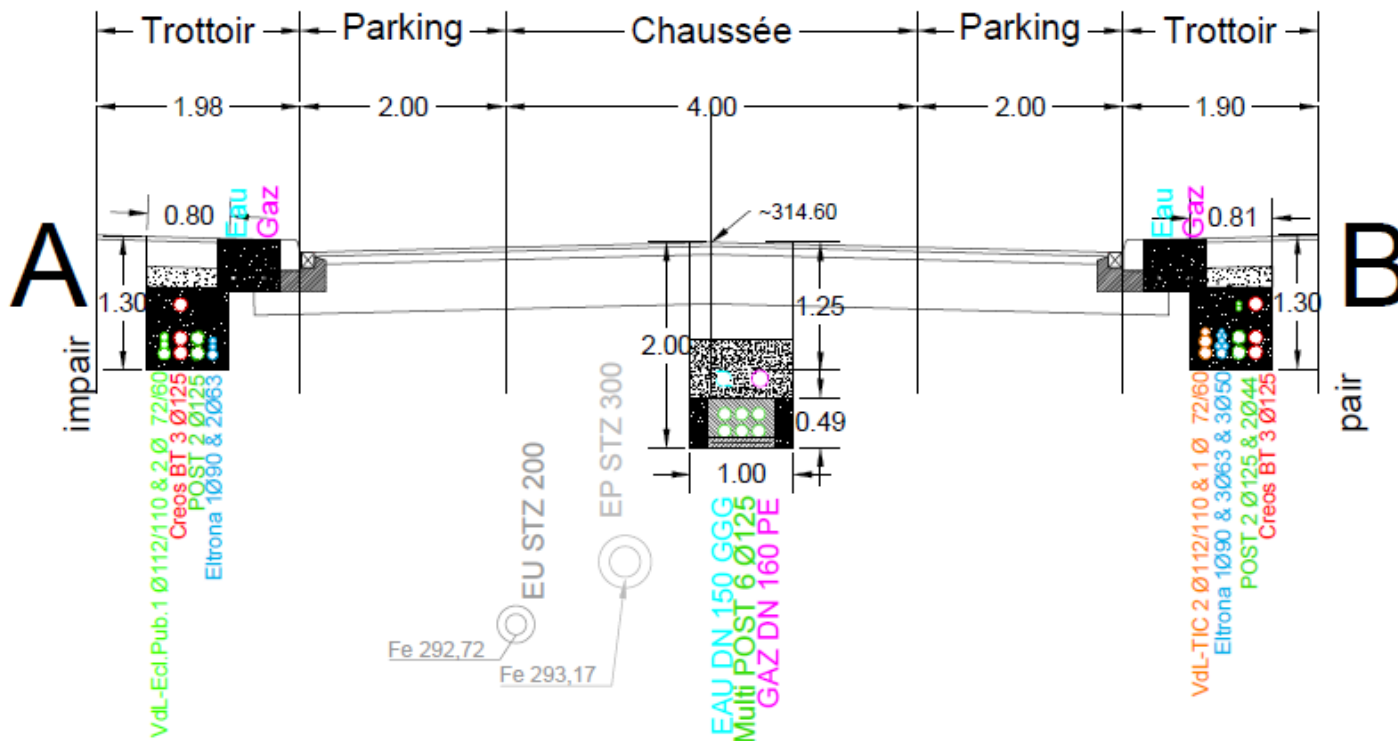 Trottoir Parking Chaussée Parking Trottoir
1.98 2.00 4.00 2.00 1.90
Eau
Gaz
Eau
Gaz
0.80
~314.60
0.81
A
B
1.30
1.25
1.30
2.00
impair
pair
0.49
1.00
EU STZ 200
EP STZ 300
Fe 292,72
Fe 293,17
VdL-Ecl.Pub.1 Ø112/110 & 2 Ø 72/60
Creos BT 3 Ø125
POST 2 Ø125
Eltrona 1Ø90 & 2Ø63
EAU DN 150 GGG
Multi POST 6 Ø125
GAZ DN 160 PE
VdL-TIC 2 Ø112/110 & 1 Ø 72/60
Eltrona 1Ø90 & 3Ø63 & 3Ø50
POST 2 Ø125 & 2Ø44
Creos BT 3 Ø125